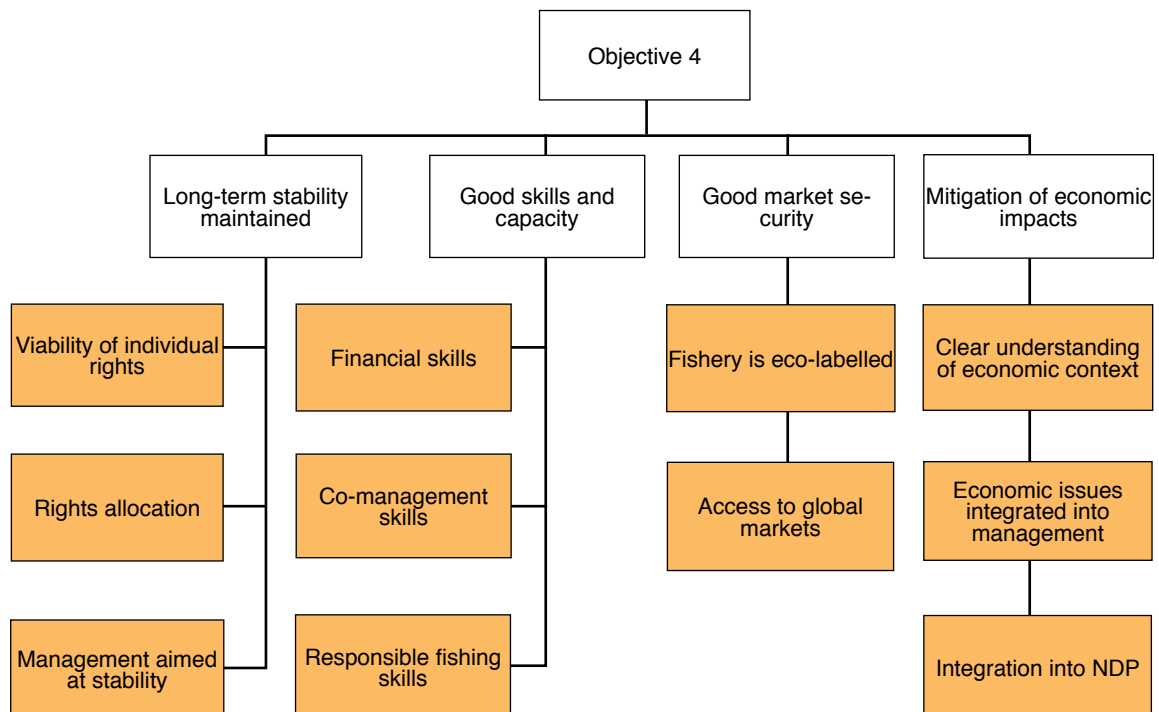 Objective 4
Long-term stability
maintained
Good skills and
capacity
Good market se-
curity
Mitigation of economic
impacts
Viability of individual
rights
Financial skills
Fishery is eco-labelled
Clear understanding
of economic context
Rights allocation
Co-management
skills
Access to global
markets
Economic issues
integrated into
management
Management aimed
at stability
Responsible fishing
skills
Integration into NDP